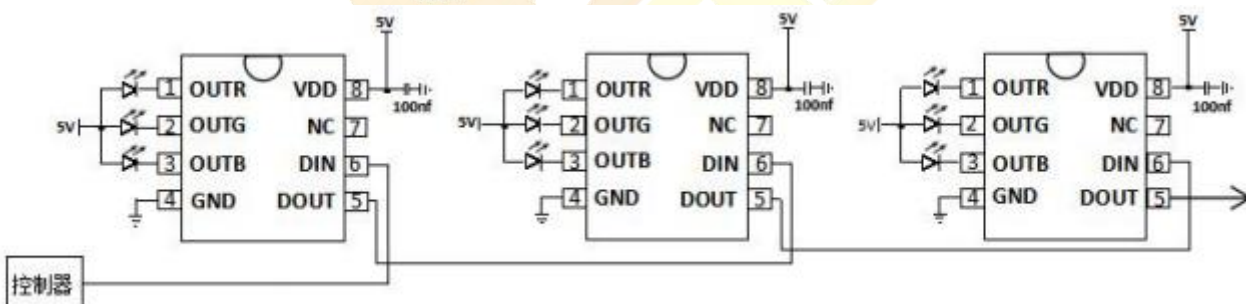 5V
1 OUTR VDD 8
100nf
5V
2 OUTG NC 7
3 OUTB DIN 6
4 GND DOUT 5
5V
1 OUTR VDD 8
100nf
5V
2 OUTG NC 7
3 OUTB DIN 6
4 GND DOUT 5
5V
1 OUTR VDD 8
100nf
5V
2 OUTG NC 7
3 OUTB DIN 6
4 GND DOUT 5
控制器